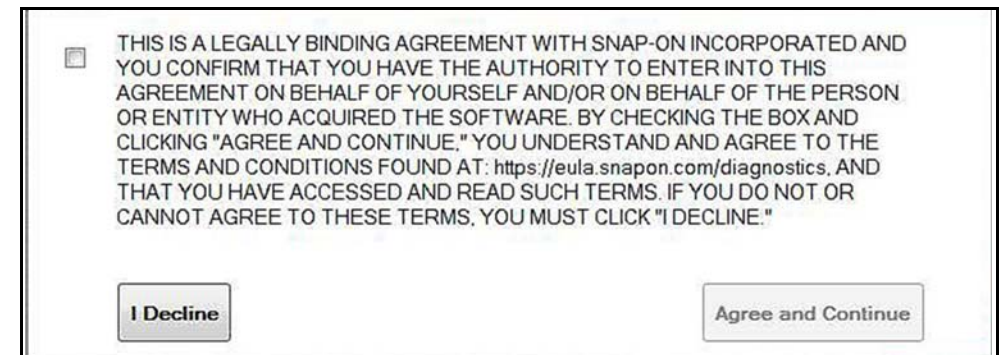 THIS IS A LEGALLY BINDING AGREEMENT WITH SNAP-ON INCORPORATED AND
YOU CONFIRM THAT YOU HAVE THE AUTHORITY TO ENTER INTO THIS
AGREEMENT ON BEHALF OF YOURSELF AND/OR ON BEHALF OF THE PERSON
OR ENTITY WHO ACQUIRED THE SOFTWARE. BY CHECKING THE BOX AND
CLICKING "AGREE AND CONTINUE," YOU UNDERSTAND AND AGREE TO THE
TERMS AND CONDITIONS FOUND AT: https://eula.snapon.com/diagnostics, AND
THAT YOU HAVE ACCESSED AND READ SUCH TERMS. IF YOU DO NOT OR
CANNOT AGREE TO THESE TERMS, YOU MUST CLICK "I DECLINE."
I Decline
Agree and Continue